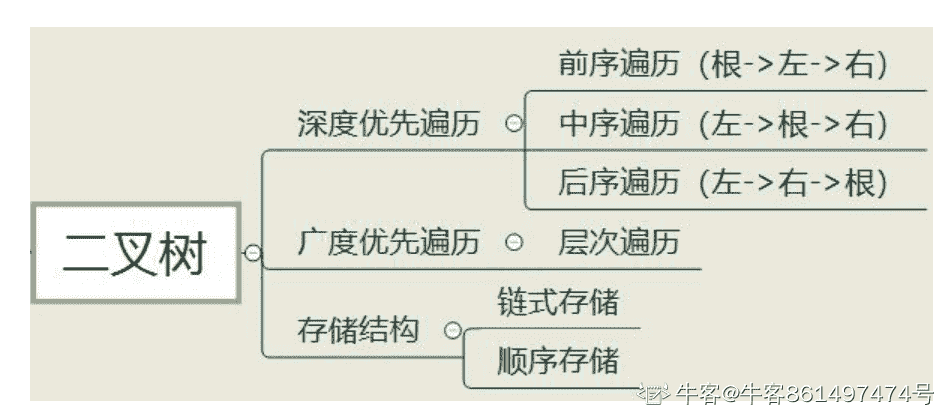 前序遍历（根->左->右）
深度优先遍历
中序遍历（左->根->右）
后序遍历（左->右->根）
二叉树
广度优先遍历
层次遍历
存储结构
链式存储
顺序存储
牛客@牛客861497474号